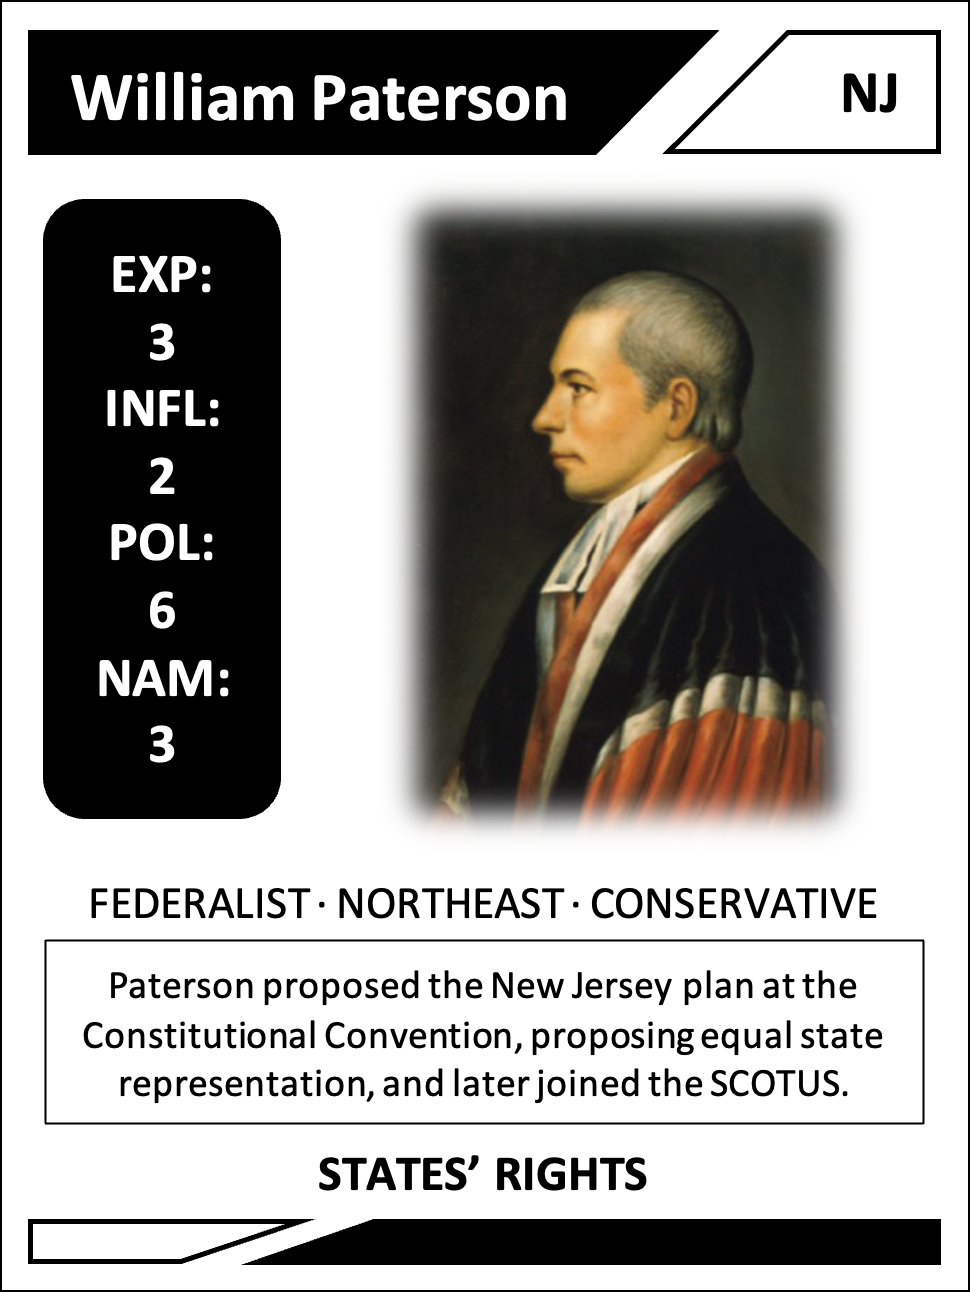 William Paterson
NJ
EXP:
3
INFL:
2
POL:
6
NAM:
3
FEDERALIST · NORTHEAST · CONSERVATIVE
Paterson proposed the New Jersey plan at the
Constitutional Convention, proposing equal state
representation, and later joined the SCOTUS.
STATES’ RIGHTS